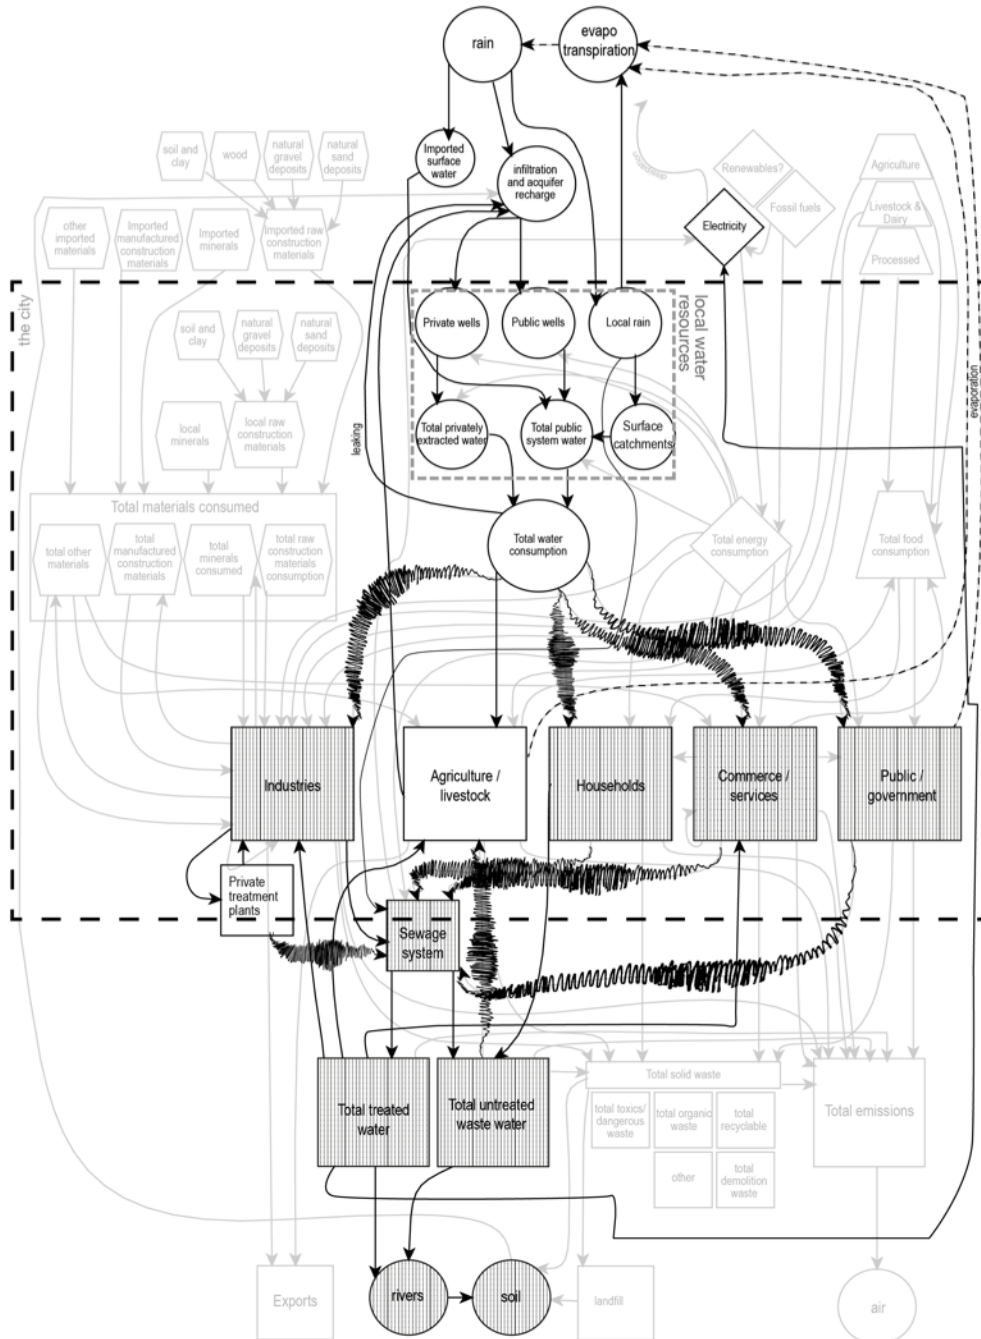 rain
evapo
transpiration
Imported
surface
water
infiltration
and acquifer
recharge
soil and
clay
wood
natural
gravel
deposits
natural
sand
deposits
other
imported
materials
Imported
manufactured
construction
materials
Imported
minerals
Imported raw
construction
materials
Renewables?
Fossil fuels
Electricity
Agriculture
Livestock &
Dairy
Processed
the city
local water
resources
soil and
clay
natural
gravel
deposits
natural
sand
deposits
Private wells
Public wells
Local rain
evaporation
local
minerals
local raw
construction
materials
leaking
Total privately
extracted water
Total public
system water
Surface
catchments
Total materials consumed
total other
materials
total
manufactured
construction
materials
total
minerals
consumed
total raw
construction
materials
consumption
Total water
consumption
Total energy
consumption
Total food
consumption
Industries
Agriculture /
livestock
Households
Commerce /
services
Public /
government
Private
treatment
plants
Sewage
system
Total treated
water
Total untreated
waste water
Total solid waste
total toxics/
dangerous
waste
total organic
waste
total
recyclable
other
total
demolition
waste
Total emissions
Exports
rivers
soil
landfill
air